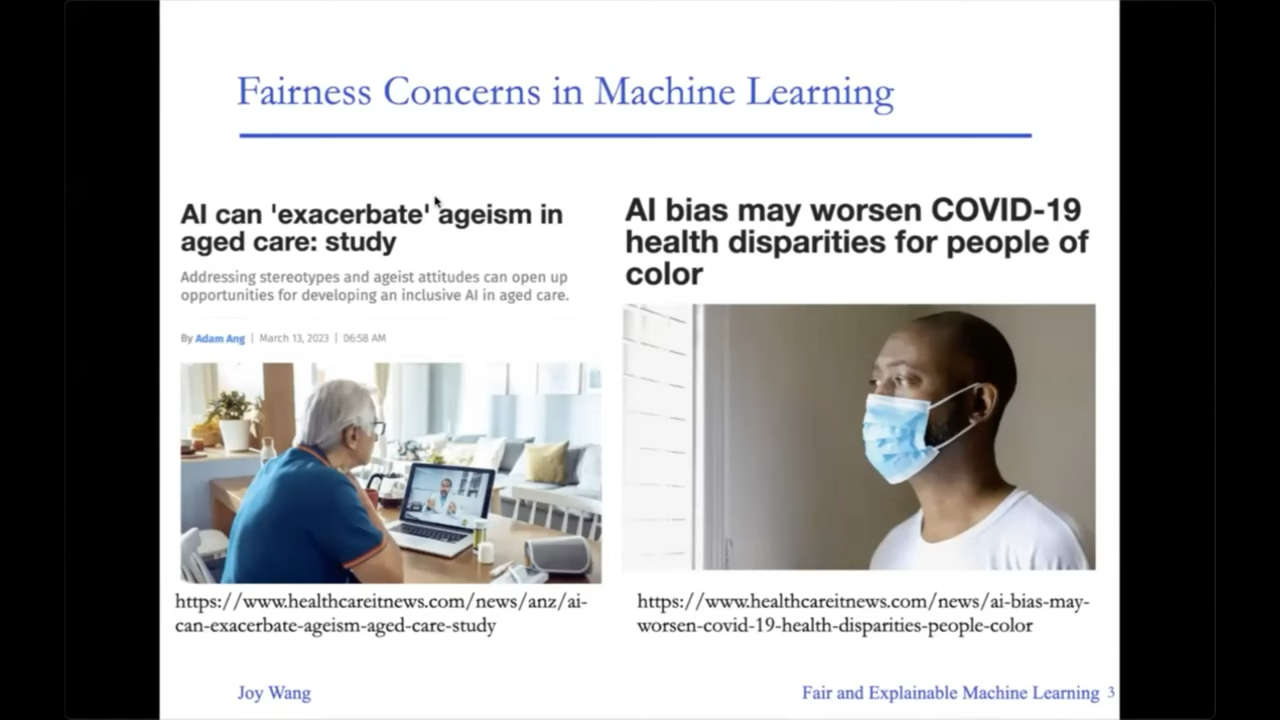 Fairness Concerns in Machine Learning
AI can 'exacerbate' ageism in
aged care: study
Addressing stereotypes and ageist attitudes can open up
opportunities for developing an inclusive AI in aged care.
By Adam Ang | March 13, 2023 | 06:58 AM
https://www.healthcareitnews.com/news/anz/ai-
can-exacerbate-ageism-aged-care-study
AI bias may worsen COVID-19
health disparities for people of
color
https://www.healthcareitnews.com/news/ai-bias-may-
worsen-covid-19-health-disparities-people-color
Joy Wang
Fair and Explainable Machine Learning 3